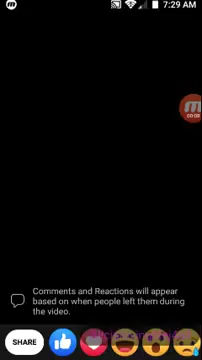 7:29 AM
Comments and Reactions will appear
based on when people left them during
the video.
SHARE